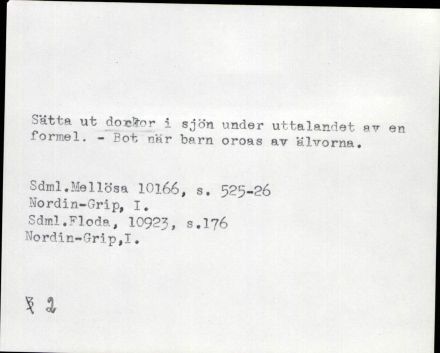 Sätta ut dockor i sjön under uttalandet av en
formel. - Bot när barn oroas av älvorna.
Sdml.Mellösa 10166, s. 525-26
Nordin-Grip, I.
Sdml.Floda, 10923, s.176
Nordin-Grip,I.
2